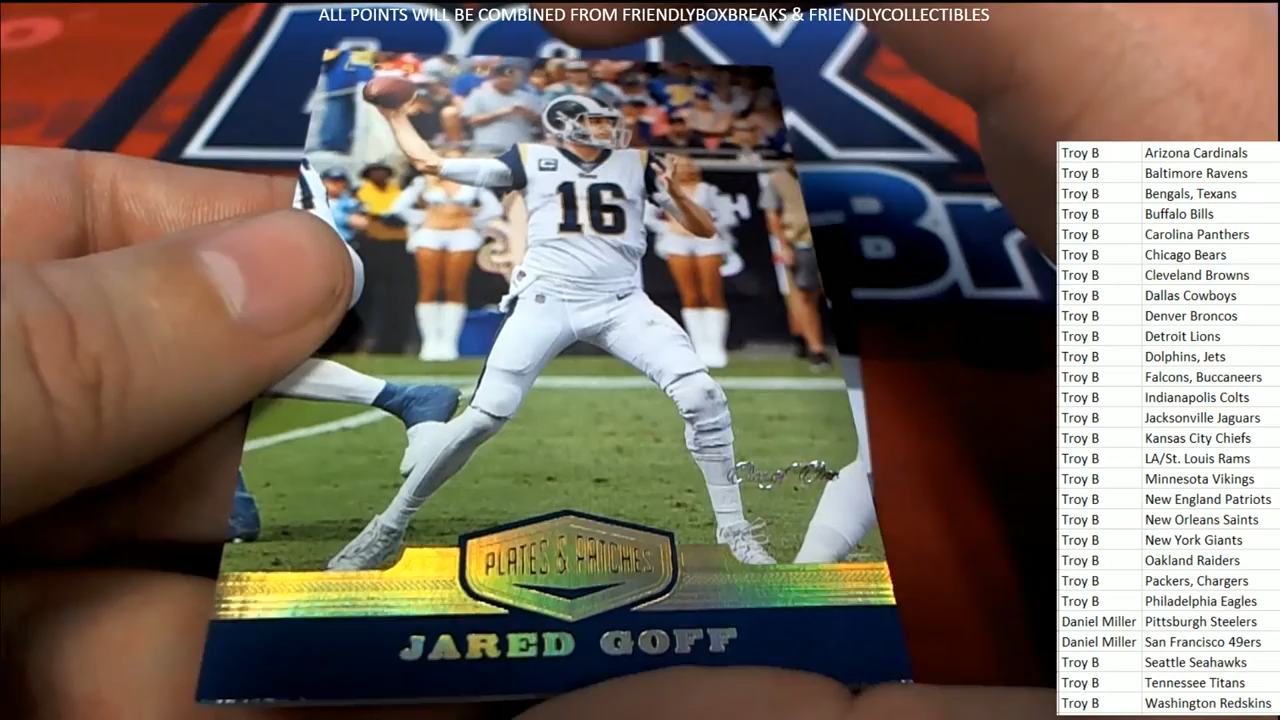 ALL POINTS WILL BE COMBINED FROM FRIENDLYBOXBREAKS & FRIENDLYCOLLECTIBLES
BOX
Br
16
C
One of One
PLATES & PATCHES
JARED GOFF
Troy B Arizona Cardinals
Troy B Baltimore Ravens
Troy B Bengals, Texans
Troy B Buffalo Bills
Troy B Carolina Panthers
Troy B Chicago Bears
Troy B Cleveland Browns
Troy B Dallas Cowboys
Troy B Denver Broncos
Troy B Detroit Lions
Troy B Dolphins, Jets
Troy B Falcons, Buccaneers
Troy B Indianapolis Colts
Troy B Jacksonville Jaguars
Troy B Kansas City Chiefs
Troy B LA/St. Louis Rams
Troy B Minnesota Vikings
Troy B New England Patriots
Troy B New Orleans Saints
Troy B New York Giants
Troy B Oakland Raiders
Troy B Packers, Chargers
Troy B Philadelphia Eagles
Daniel Miller Pittsburgh Steelers
Daniel Miller San Francisco 49ers
Troy B Seattle Seahawks
Troy B Tennessee Titans
Troy B Washington Redskins